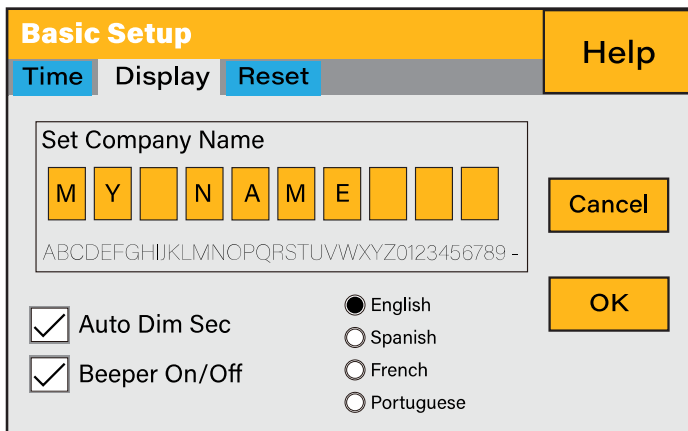 Basic Setup
Help
Time Display Reset
Set Company Name
M Y N A M E
ABCDEFGHIJKLMNOPQRSTUVWXYZ0123456789 -
Cancel
OK
Auto Dim Sec
Beeper On/Off
English
Spanish
French
Portuguese